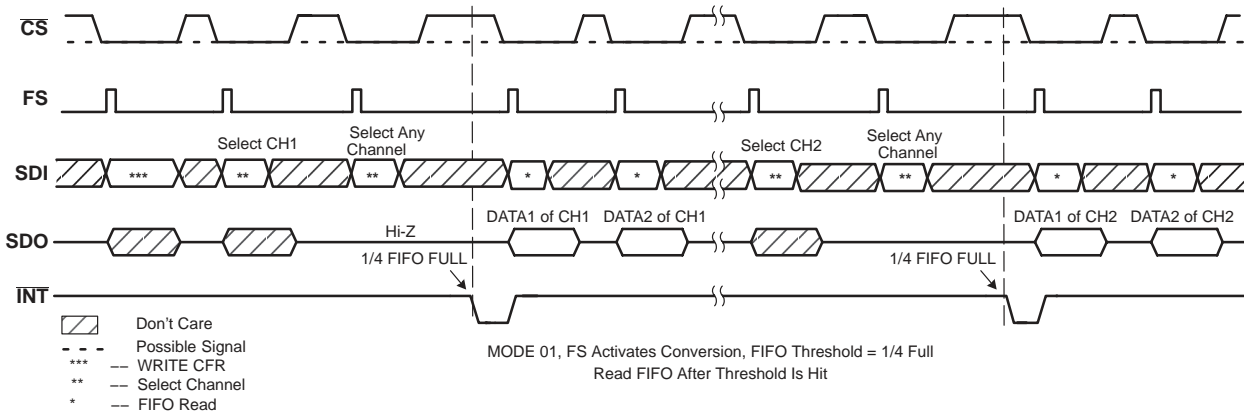 CS
FS
Select CH1
Select Any
Channel
Select CH2
Select Any
Channel
SDI
***
**
**
*
*
**
**
*
*
DATA1 of CH1
DATA2 of CH1
DATA1 of CH2
DATA2 of CH2
SDO
Hi-Z
1/4 FIFO FULL
1/4 FIFO FULL
INT
Don't Care
Possible Signal
*** –– WRITE CFR
** –– Select Channel
* –– FIFO Read
MODE 01, FS Activates Conversion, FIFO Threshold = 1/4 Full
Read FIFO After Threshold Is Hit